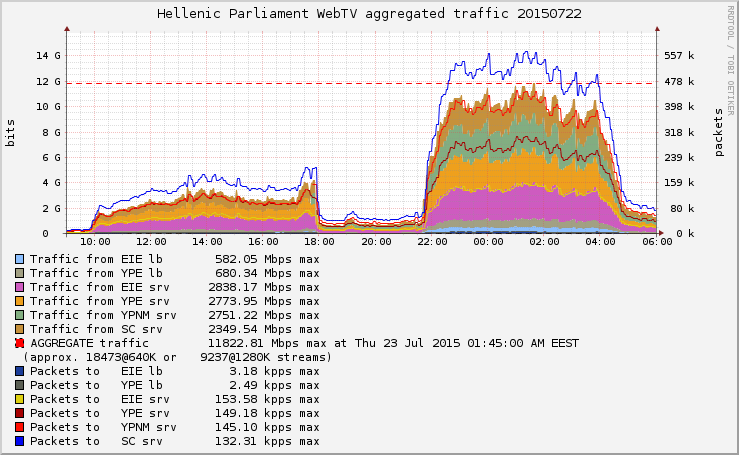 Hellenic Parliament WebTV aggregated traffic 20150722
RRDTOOL / TOBI OETIKER
bits
packets
14 G 557 k
12 G 478 k
10 G 398 k
8 G 318 k
6 G 239 k
4 G 159 k
2 G 80 k
0 0 k
10:00 12:00 14:00 16:00 18:00 20:00 22:00 00:00 02:00 04:00 06:00
Traffic from EIE lb 582.05 Mbps max
Traffic from YPE lb 680.34 Mbps max
Traffic from EIE srv 2838.17 Mbps max
Traffic from YPE srv 2773.95 Mbps max
Traffic from YPNM srv 2751.22 Mbps max
Traffic from SC srv 2349.54 Mbps max
AGGREGATE traffic 11822.81 Mbps max at Thu 23 Jul 2015 01:45:00 AM EEST
(approx. 18473@640K or 9237@1280K streams)
Packets to EIE lb 3.18 kpps max
Packets to YPE lb 2.49 kpps max
Packets to EIE srv 153.58 kpps max
Packets to YPE srv 149.18 kpps max
Packets to YPNM srv 145.10 kpps max
Packets to SC srv 132.31 kpps max